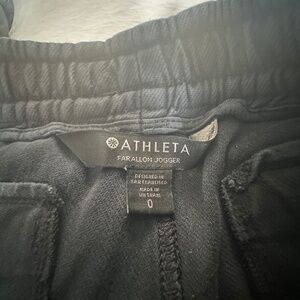 ATHLETA
FARALLON JOGGER
DESIGNED IN
SAN FRANCISCO
MADE IN
VIETNAM
0